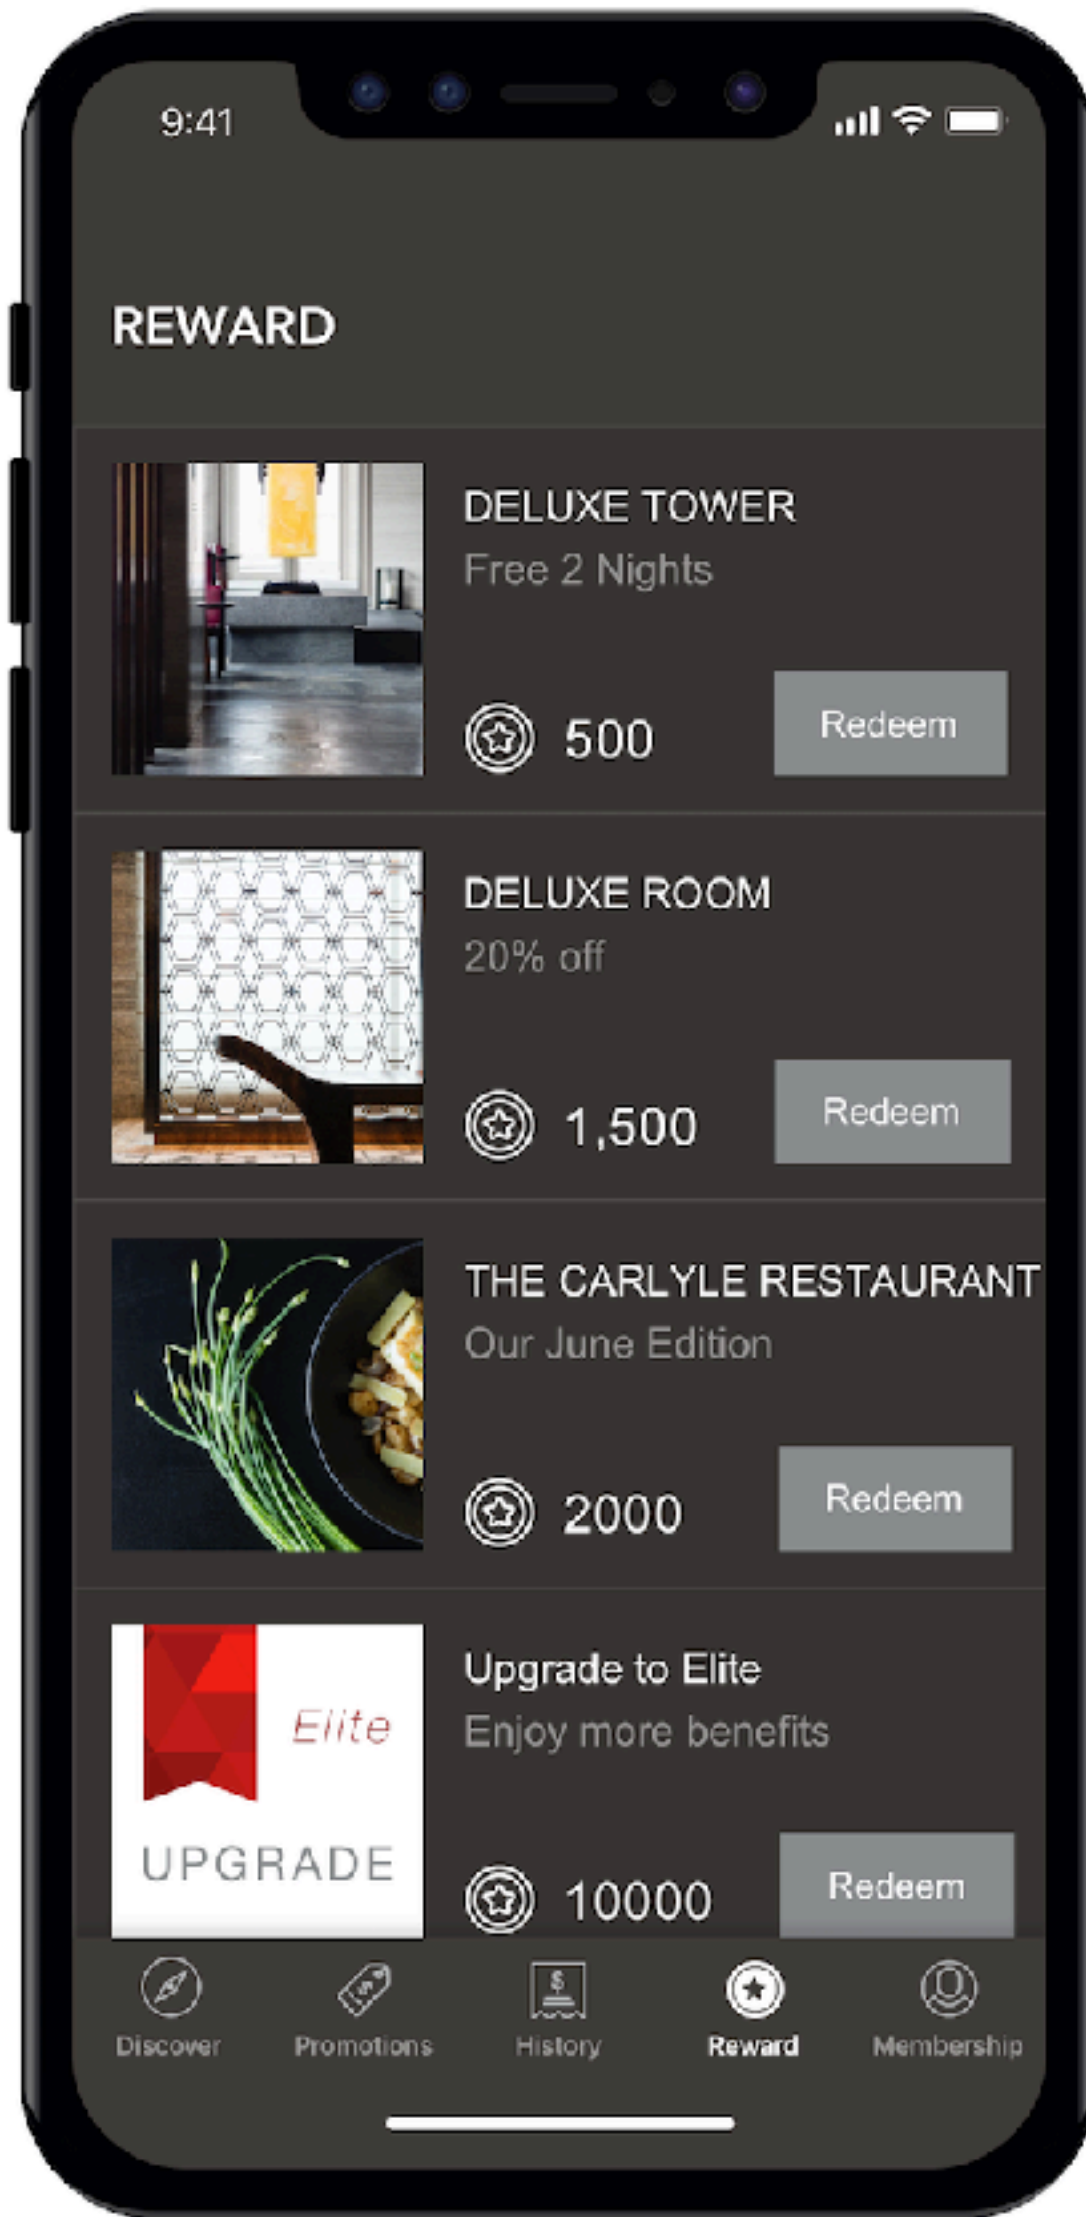 9:41
REWARD
DELUXE TOWER
Free 2 Nights
500
Redeem
DELUXE ROOM
20% off
1,500
Redeem
THE CARLYLE RESTAURANT
Our June Edition
2000
Redeem
Elite
UPGRADE
Upgrade to Elite
Enjoy more benefits
10000
Redeem
$
Discover
Promotions
History
Reward
Membership